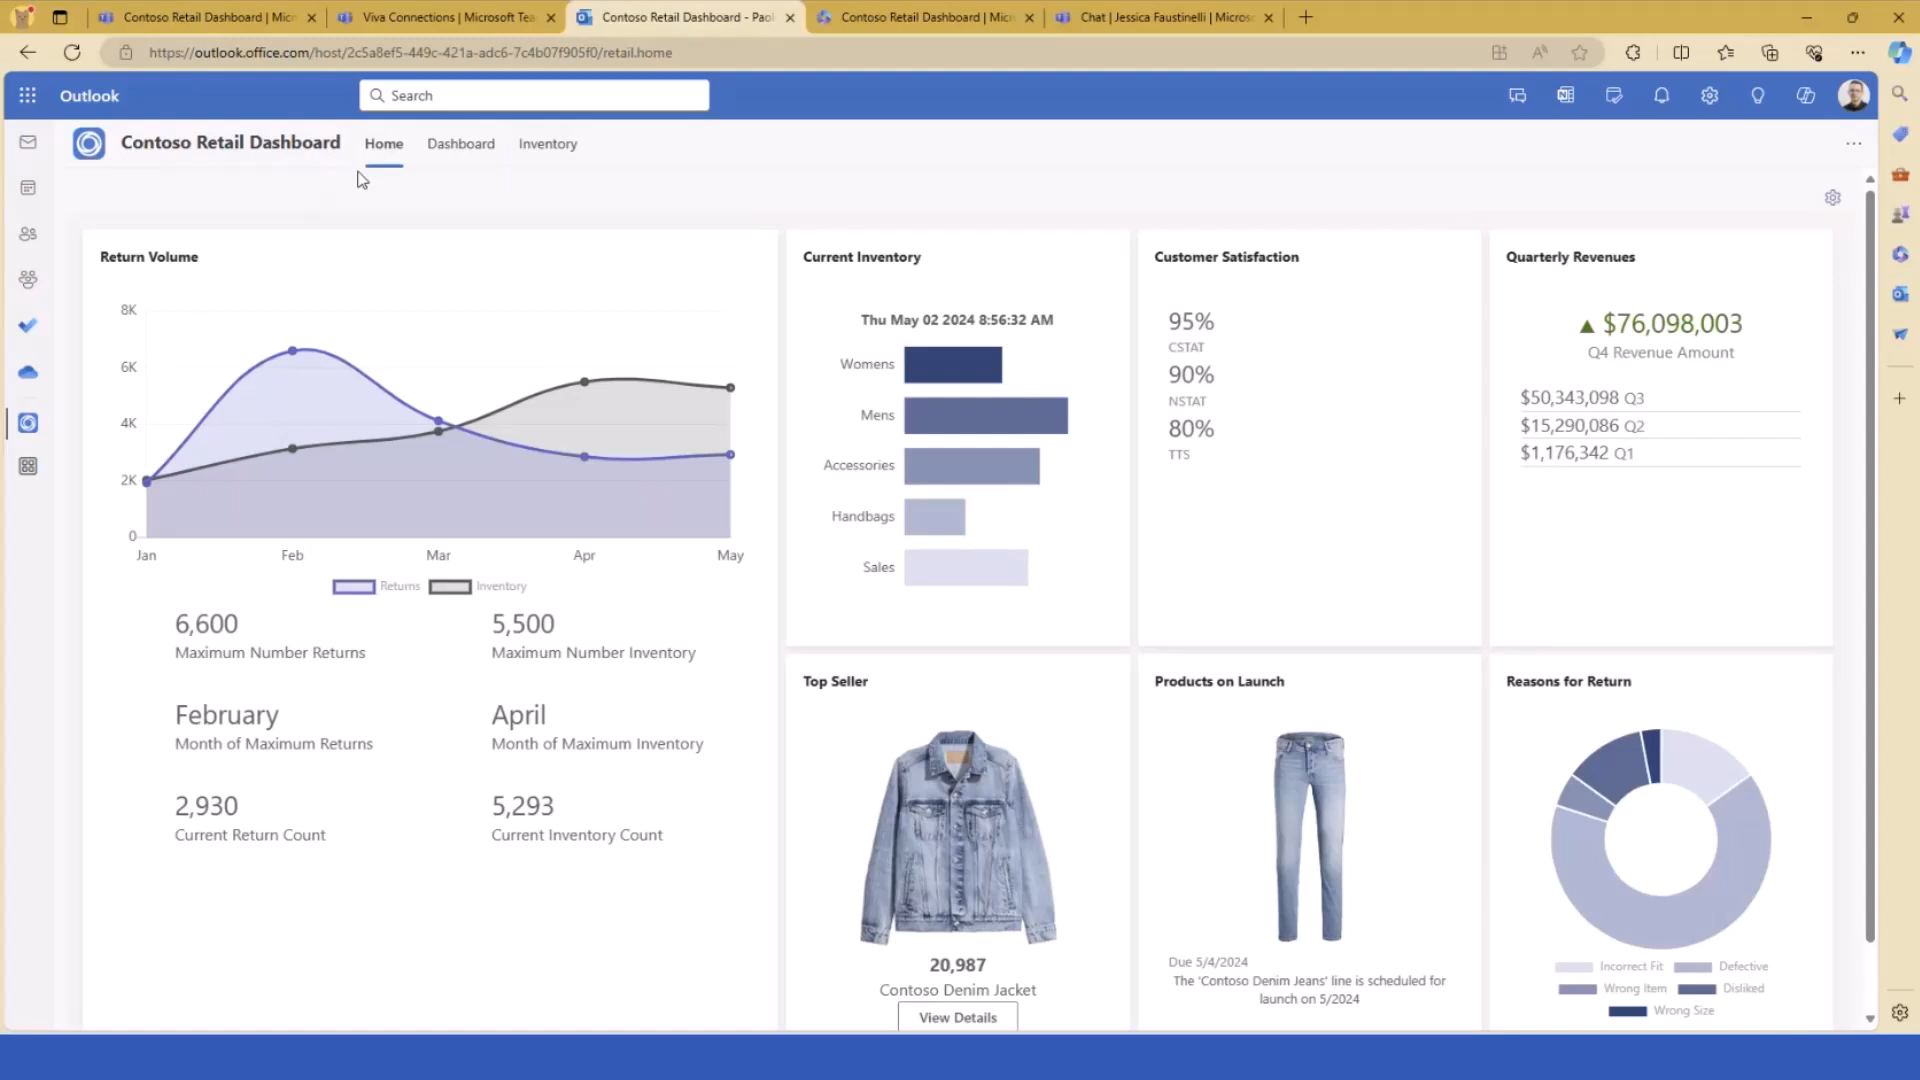 Contoso Retail Dashboard | Micr
Viva Connections | Microsoft Tea
Contoso Retail Dashboard - Paol
Contoso Retail Dashboard | Micr
Chat | Jessica Faustinelli | Micros
https://outlook.office.com/host/2c5a8ef5-449c-421a-adc6-7c4b07f905f0/retail.home
Outlook
Search
Contoso Retail Dashboard
Home
Dashboard
Inventory
Return Volume
8K
6K
4K
2K
0
Jan
Feb
Mar
Apr
May
Returns
Inventory
6,600
Maximum Number Returns
5,500
Maximum Number Inventory
February
Month of Maximum Returns
April
Month of Maximum Inventory
2,930
Current Return Count
5,293
Current Inventory Count
Current Inventory
Thu May 02 2024 8:56:32 AM
Womens
Mens
Accessories
Handbags
Sales
Customer Satisfaction
95%
CSTAT
90%
NSTAT
80%
TTS
Quarterly Revenues
▲ $76,098,003
Q4 Revenue Amount
$50,343,098 Q3
$15,290,086 Q2
$1,176,342 Q1
Top Seller
20,987
Contoso Denim Jacket
View Details
Products on Launch
Due 5/4/2024
The 'Contoso Denim Jeans' line is scheduled for
launch on 5/2024
Reasons for Return
Incorrect Fit
Defective
Wrong Item
Disliked
Wrong Size